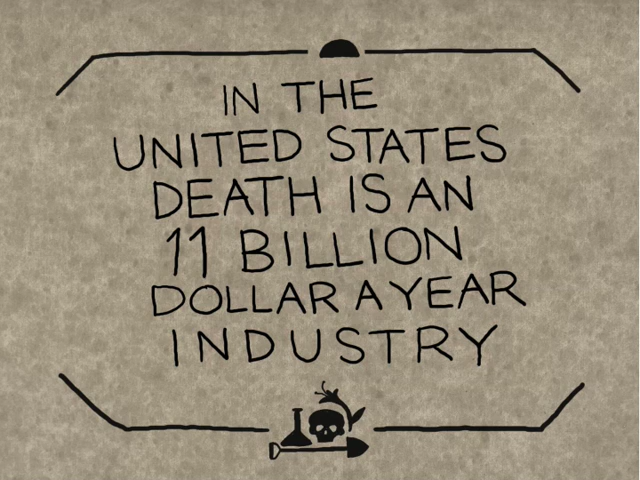 IN THE
UNITED STATES
DEATH IS AN
11 BILLION
DOLLAR A YEAR
INDUSTRY